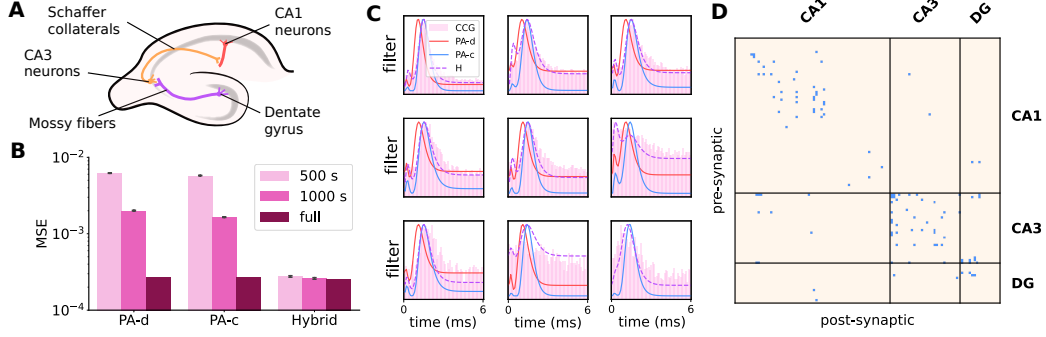 A
Schaffer
collaterals
CA1
neurons
CA3
neurons
Mossy fibers
Dentate
gyrus
B
MSE
10⁻²
10⁻³
10⁻⁴
500 s
1000 s
full
PA-d
PA-c
Hybrid
C
filter
filter
filter
CCG
PA-d
PA-c
H
0
6
0
6
0
6
time (ms)
time (ms)
time (ms)
D
CA1
CA3
DG
pre-synaptic
CA1
CA3
DG
post-synaptic